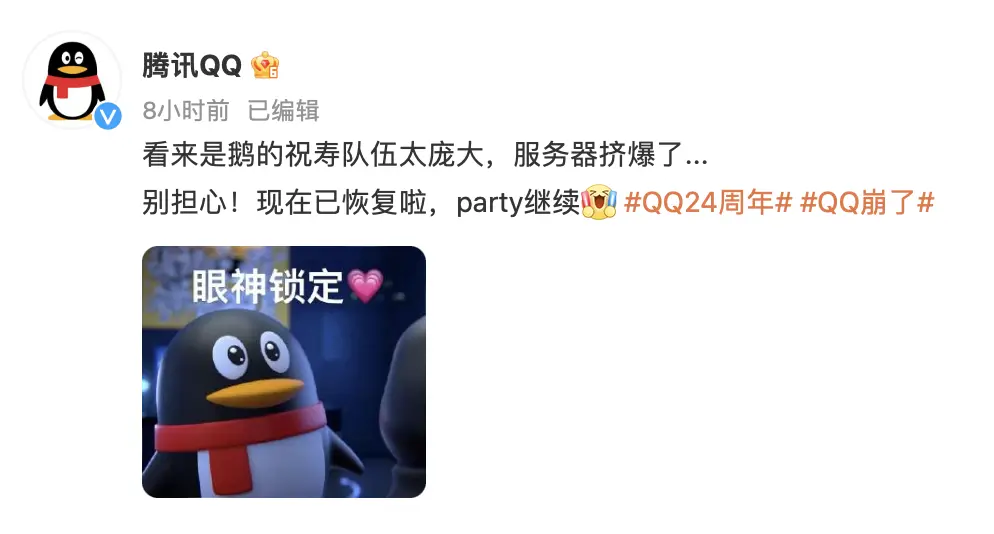 腾讯QQ
8小时前 已编辑
看来是鹅的祝寿队伍太庞大，服务器挤爆了...
别担心！现在已恢复啦，party继续 #QQ24周年# #QQ崩了#
眼神锁定